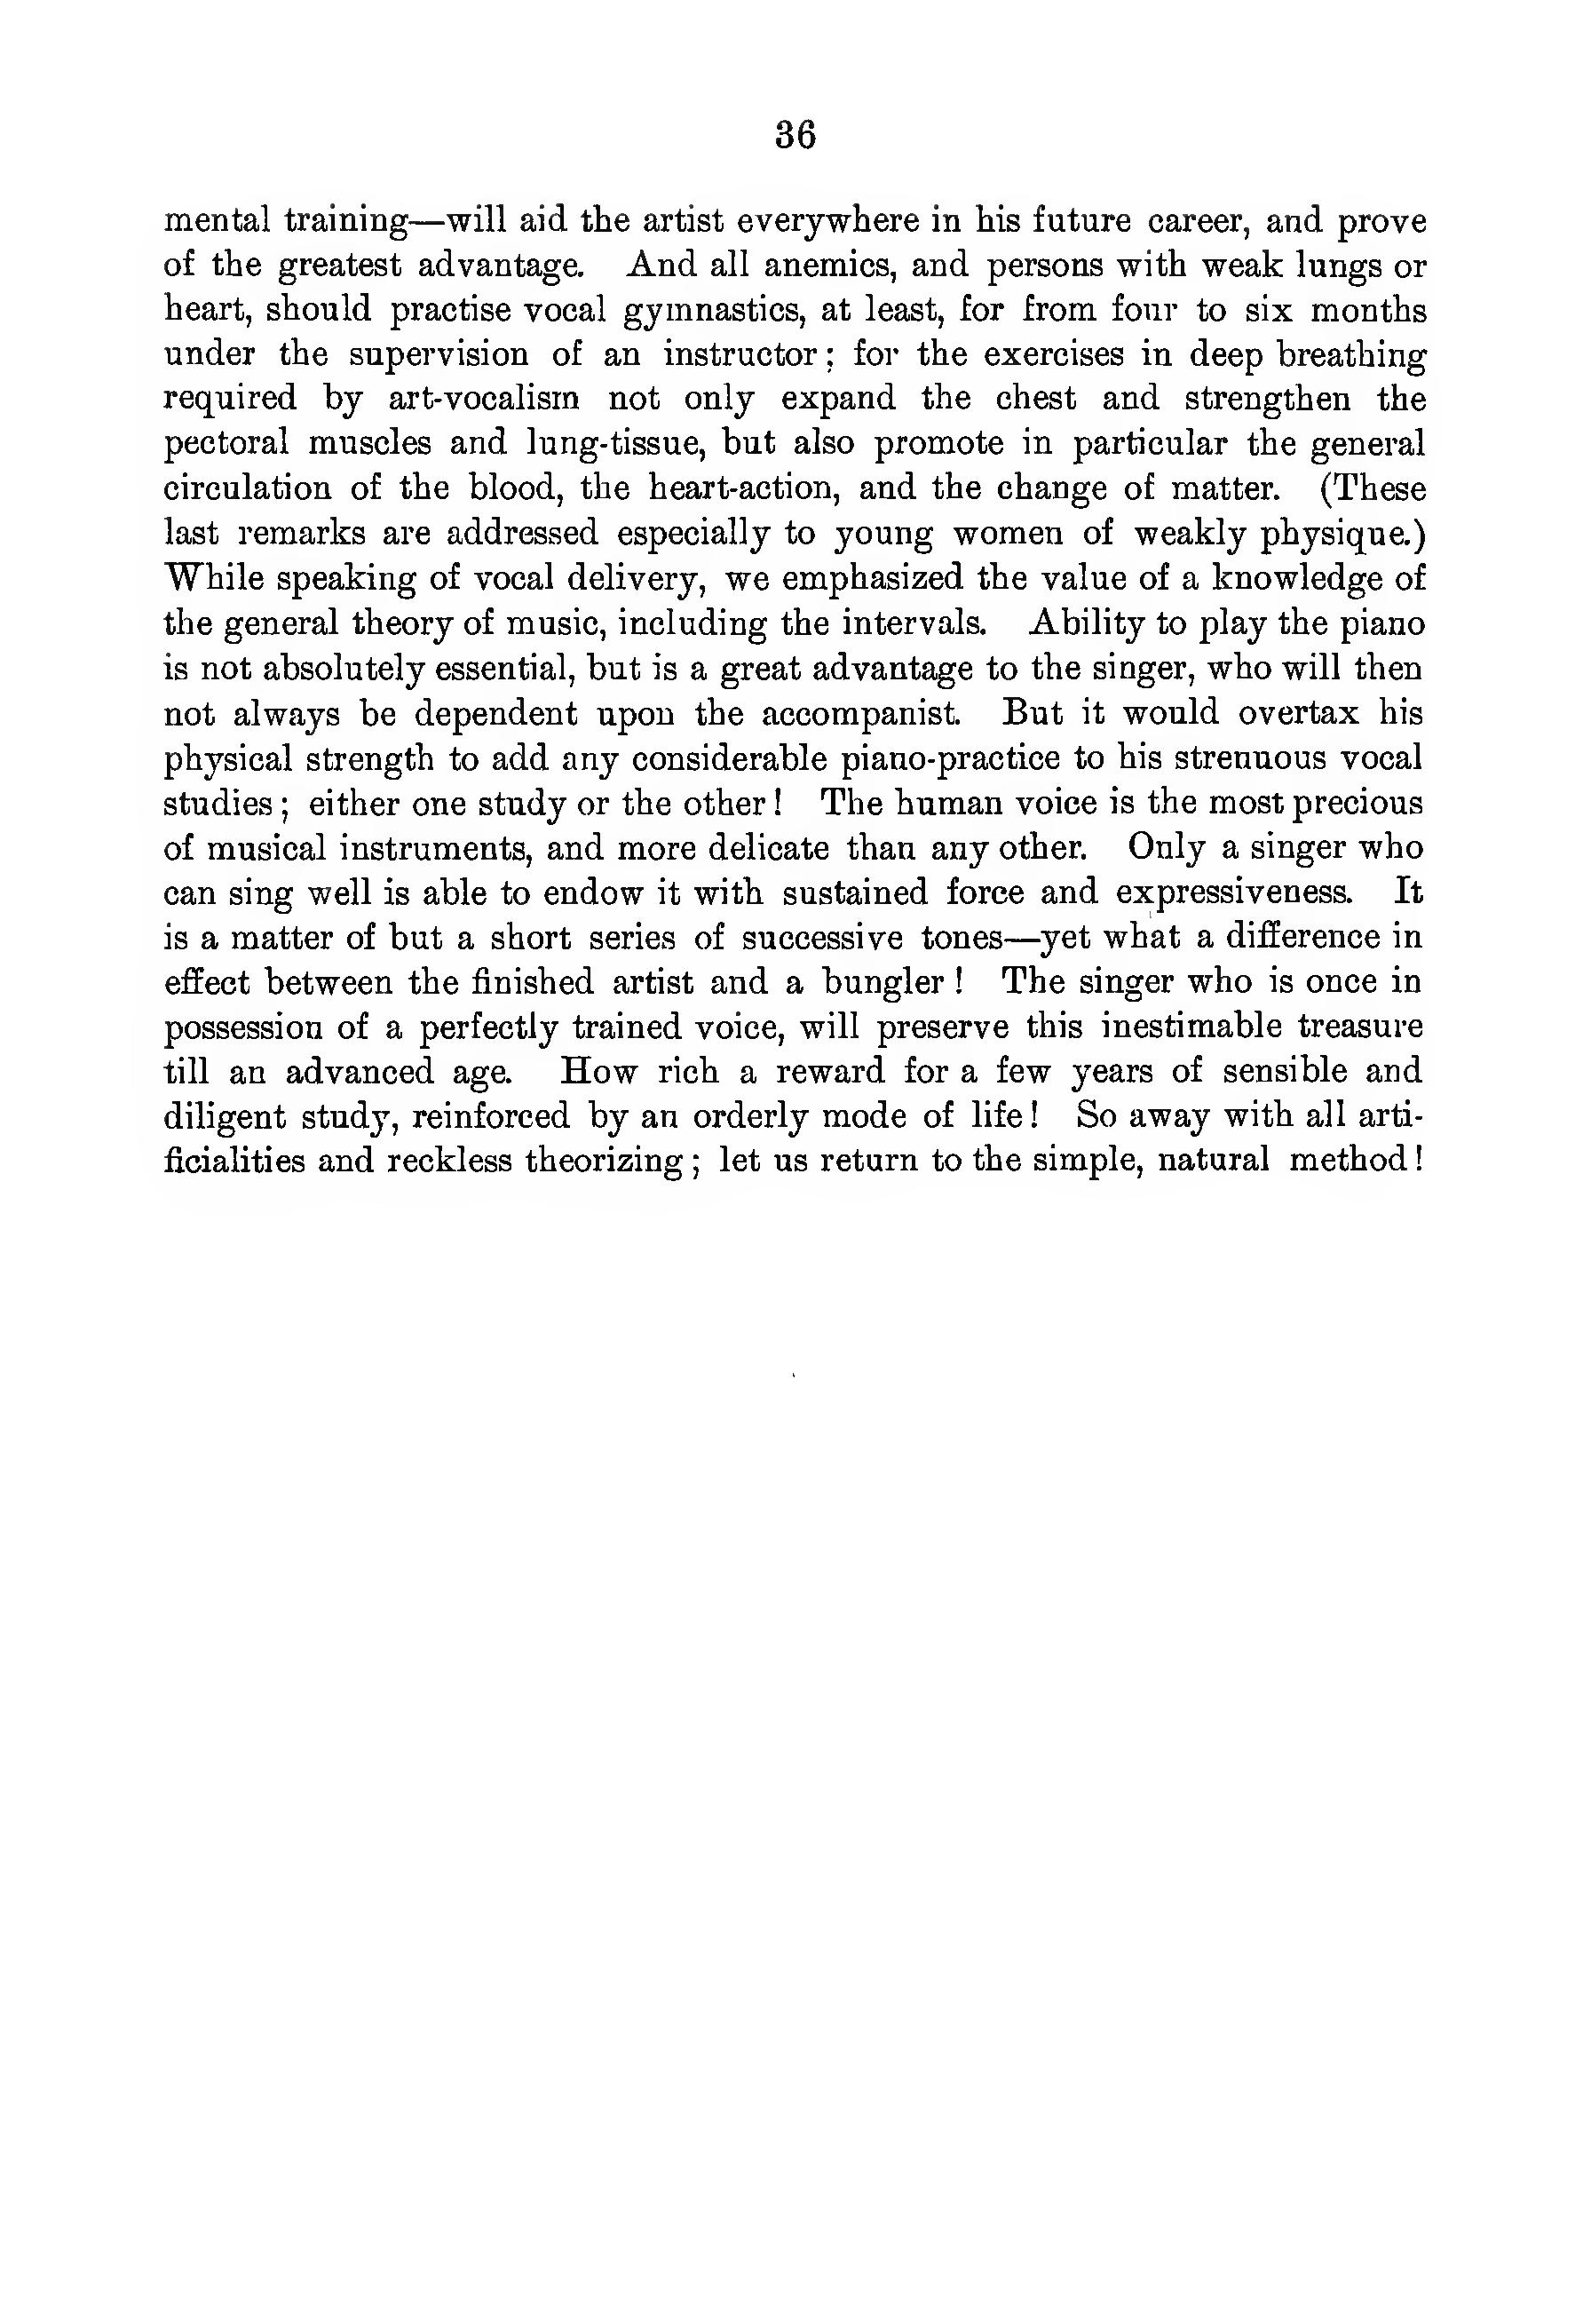 36
mental training—will aid the artist everywhere in his future career, and prove
of the greatest advantage. And all anemics, and persons with weak lungs or
heart, should practise vocal gymnastics, at least, for from four to six months
under the supervision of an instructor; for the exercises in deep breathing
required by art-vocalism not only expand the chest and strengthen the
pectoral muscles and lung-tissue, but also promote in particular the general
circulation of the blood, the heart-action, and the change of matter. (These
last remarks are addressed especially to young women of weakly physique.)
While speaking of vocal delivery, we emphasized the value of a knowledge of
the general theory of music, including the intervals. Ability to play the piano
is not absolutely essential, but is a great advantage to the singer, who will then
not always be dependent upon the accompanist. But it would overtax his
physical strength to add any considerable piano-practice to his strenuous vocal
studies; either one study or the other! The human voice is the most precious
of musical instruments, and more delicate than any other. Only a singer who
can sing well is able to endow it with sustained force and expressiveness. It
is a matter of but a short series of successive tones—yet what a difference in
effect between the finished artist and a bungler! The singer who is once in
possession of a perfectly trained voice, will preserve this inestimable treasure
till an advanced age. How rich a reward for a few years of sensible and
diligent study, reinforced by an orderly mode of life! So away with all arti-
ficialities and reckless theorizing; let us return to the simple, natural method!